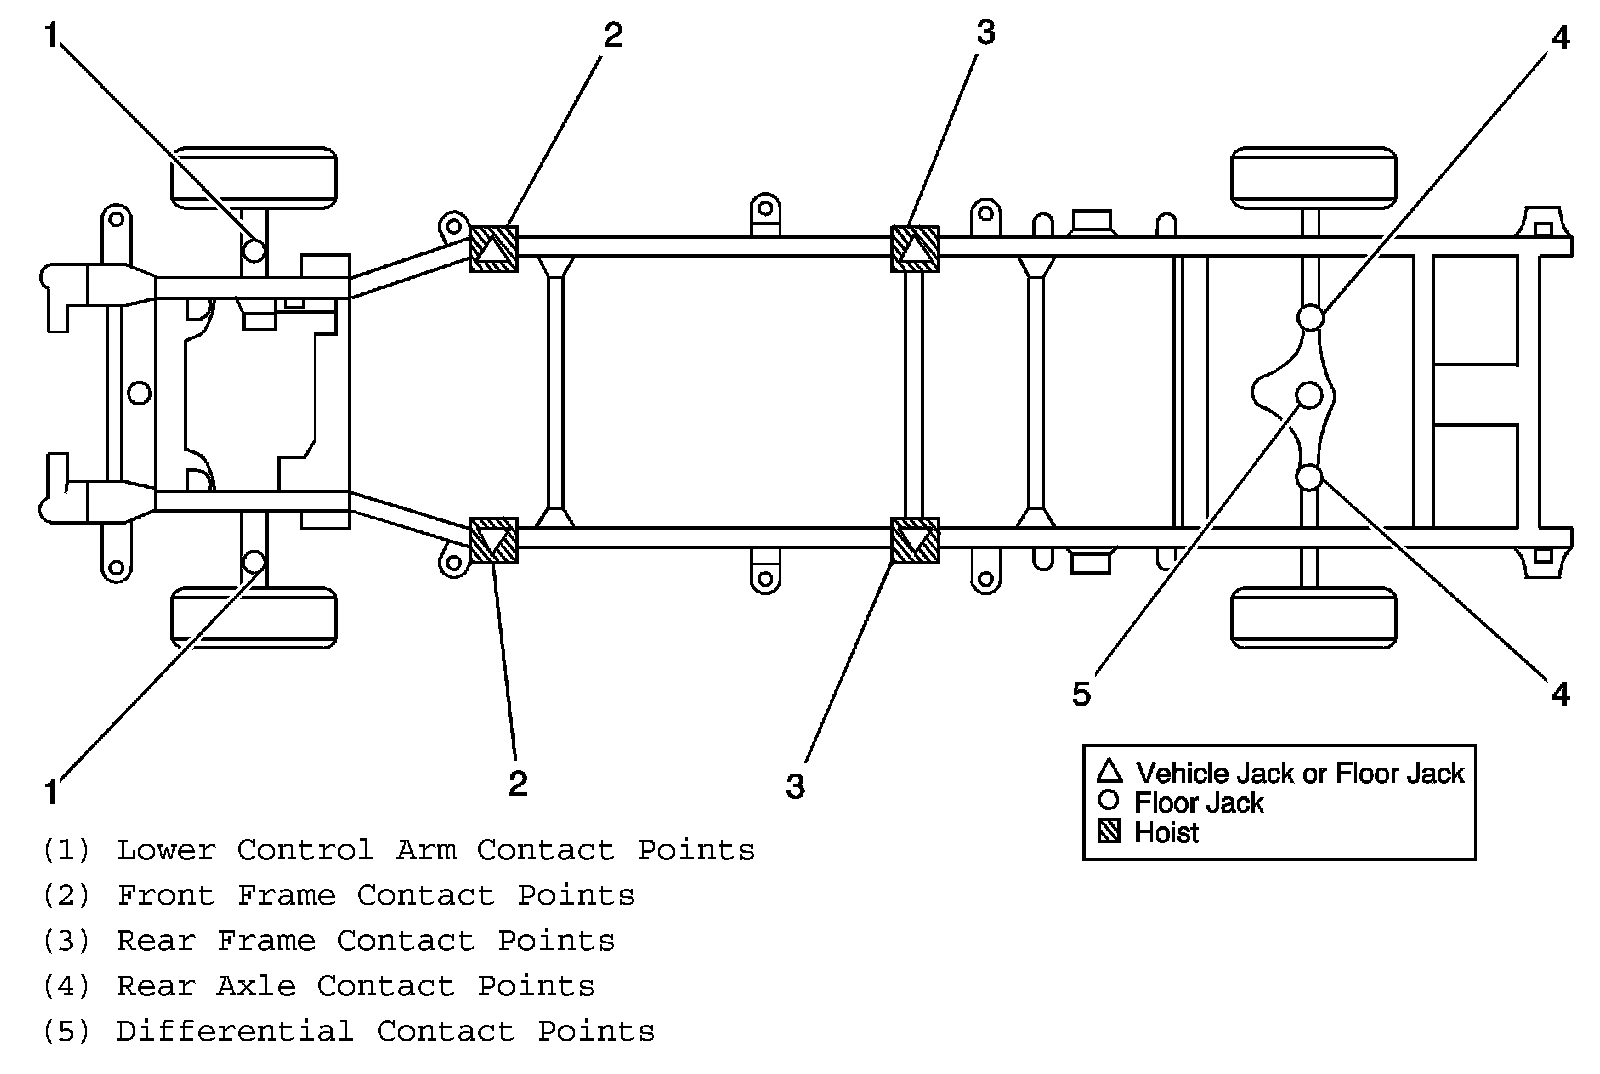 1
2
3
4
5
4
1
2
3
Vehicle Jack or Floor Jack
Floor Jack
Hoist
(1) Lower Control Arm Contact Points
(2) Front Frame Contact Points
(3) Rear Frame Contact Points
(4) Rear Axle Contact Points
(5) Differential Contact Points